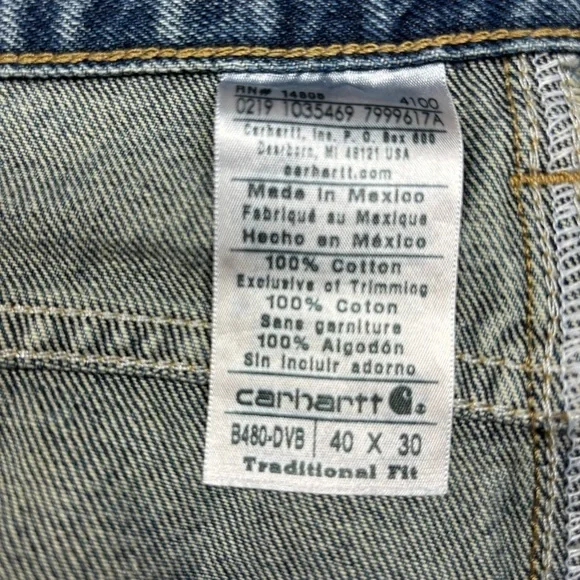 RN# 14806 4100
0219 1035469 7999617A
Carhartt, Inc. P. O. Box 600
Dearborn, MI 48121 USA
carhartt.com
Made in Mexico
Fabriqué au Mexique
Hecho en México
100% Cotton
Exclusive of Trimming
100% Coton
Sans garniture
100% Algodón
Sin incluir adorno
carhartt
B480-DVB 40 X 30
Traditional Fit